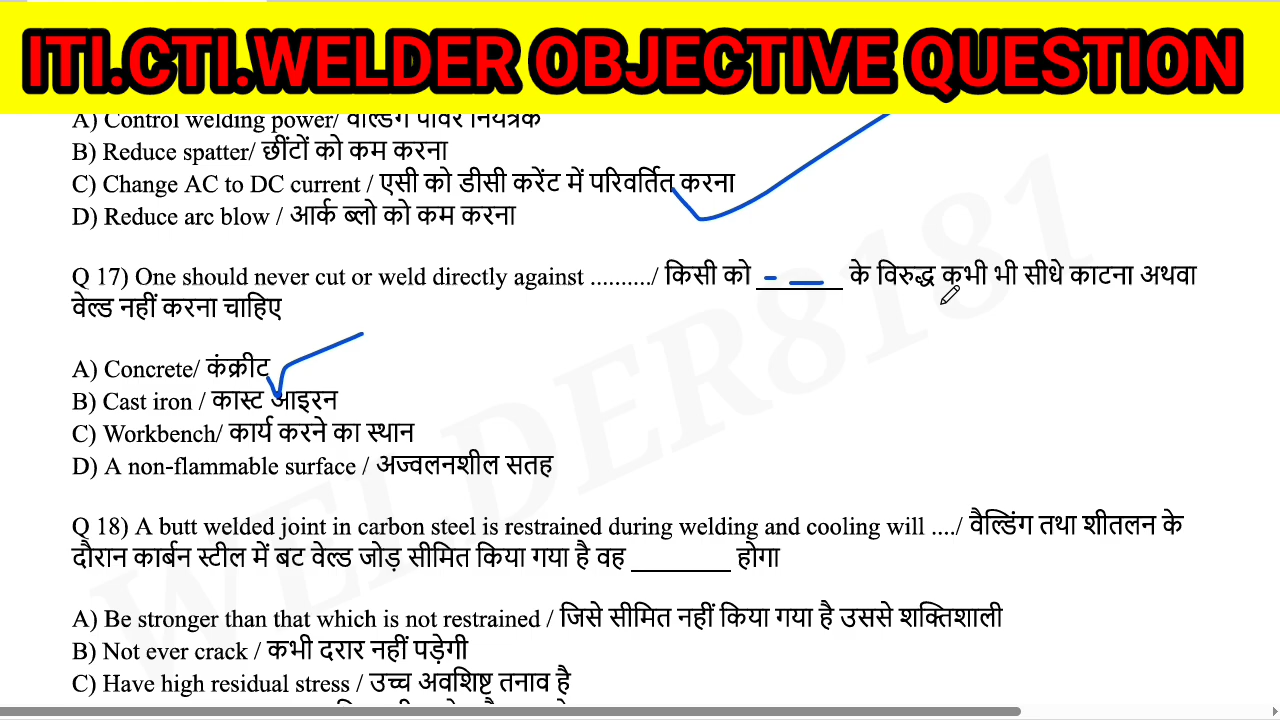 ITI.CTI.WELDER OBJECTIVE QUESTION
A) Control welding power/ वेल्डिंग पॉवर नियंत्रक
B) Reduce spatter/ छींटों को कम करना
C) Change AC to DC current / एसी को डीसी करेंट में परिवर्तित करना
D) Reduce arc blow / आर्क ब्लो को कम करना
Q 17) One should never cut or weld directly against ........../ किसी को ________ के विरुद्ध कभी भी सीधे काटना अथवा
वेल्ड नहीं करना चाहिए
A) Concrete/ कंक्रीट
B) Cast iron / कास्ट आइरन
C) Workbench/ कार्य करने का स्थान
D) A non-flammable surface / अज्वलनशील सतह
Q 18) A butt welded joint in carbon steel is restrained during welding and cooling will ..../ वैल्डिंग तथा शीतलन के
दौरान कार्बन स्टील में बट वेल्ड जोड़ सीमित किया गया है वह _________ होगा
A) Be stronger than that which is not restrained / जिसे सीमित नहीं किया गया है उससे शक्तिशाली
B) Not ever crack / कभी दरार नहीं पड़ेगी
C) Have high residual stress / उच्च अवशिष्ट तनाव है
WELDER8181